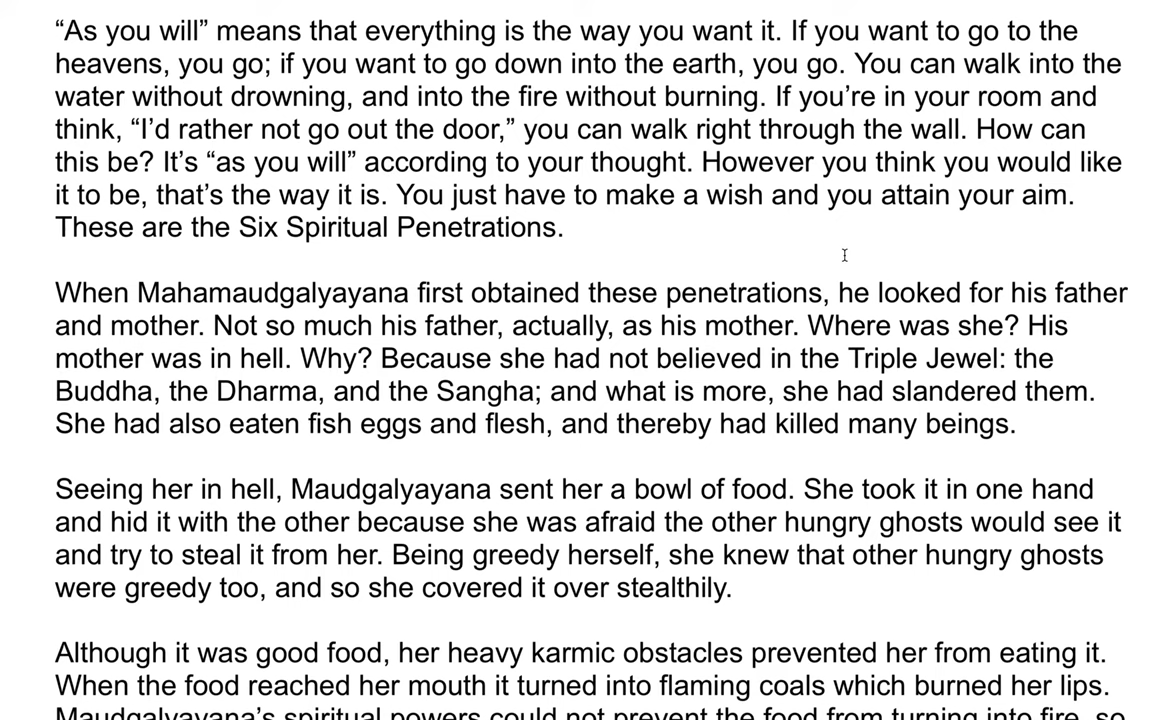 “As you will” means that everything is the way you want it. If you want to go to the
heavens, you go; if you want to go down into the earth, you go. You can walk into the
water without drowning, and into the fire without burning. If you’re in your room and
think, “I’d rather not go out the door,” you can walk right through the wall. How can
this be? It’s “as you will” according to your thought. However you think you would like
it to be, that’s the way it is. You just have to make a wish and you attain your aim.
These are the Six Spiritual Penetrations.
When Mahamaudgalyayana first obtained these penetrations, he looked for his father
and mother. Not so much his father, actually, as his mother. Where was she? His
mother was in hell. Why? Because she had not believed in the Triple Jewel: the
Buddha, the Dharma, and the Sangha; and what is more, she had slandered them.
She had also eaten fish eggs and flesh, and thereby had killed many beings.
Seeing her in hell, Maudgalyayana sent her a bowl of food. She took it in one hand
and hid it with the other because she was afraid the other hungry ghosts would see it
and try to steal it from her. Being greedy herself, she knew that other hungry ghosts
were greedy too, and so she covered it over stealthily.
Although it was good food, her heavy karmic obstacles prevented her from eating it.
When the food reached her mouth it turned into flaming coals which burned her lips.
Maudgalyayana’s spiritual powers could not prevent the food from turning into fire, so